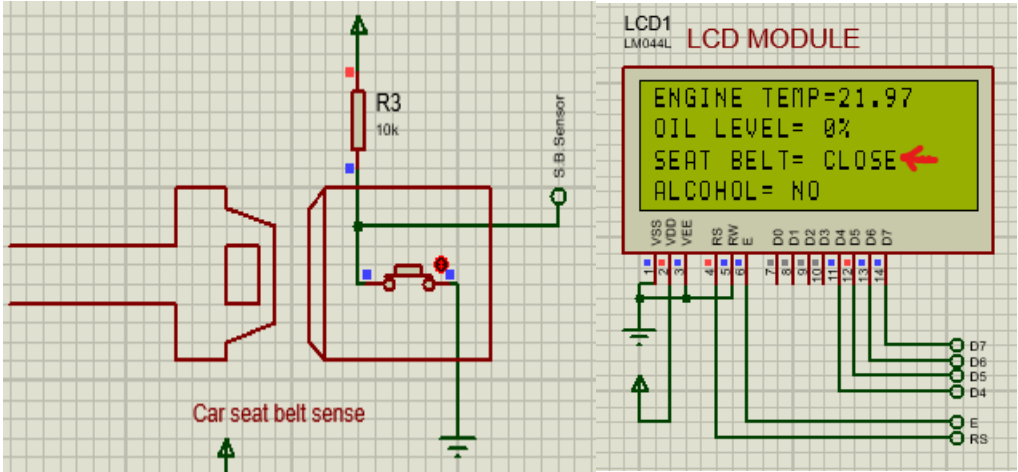 R3
10k
S.B.Sensor
Car seat belt sense
LCD1
LM044L
LCD MODULE
ENGINE TEMP=21.97
OIL LEVEL= 0%
SEAT BELT= CLOSE
ALCOHOL= NO
VSS
VDD
VEE
RS
RW
E
D0
D1
D2
D3
D4
D5
D6
D7
1
2
3
4
5
6
7
8
9
10
11
12
13
14
D7
D6
D5
D4
E
RS